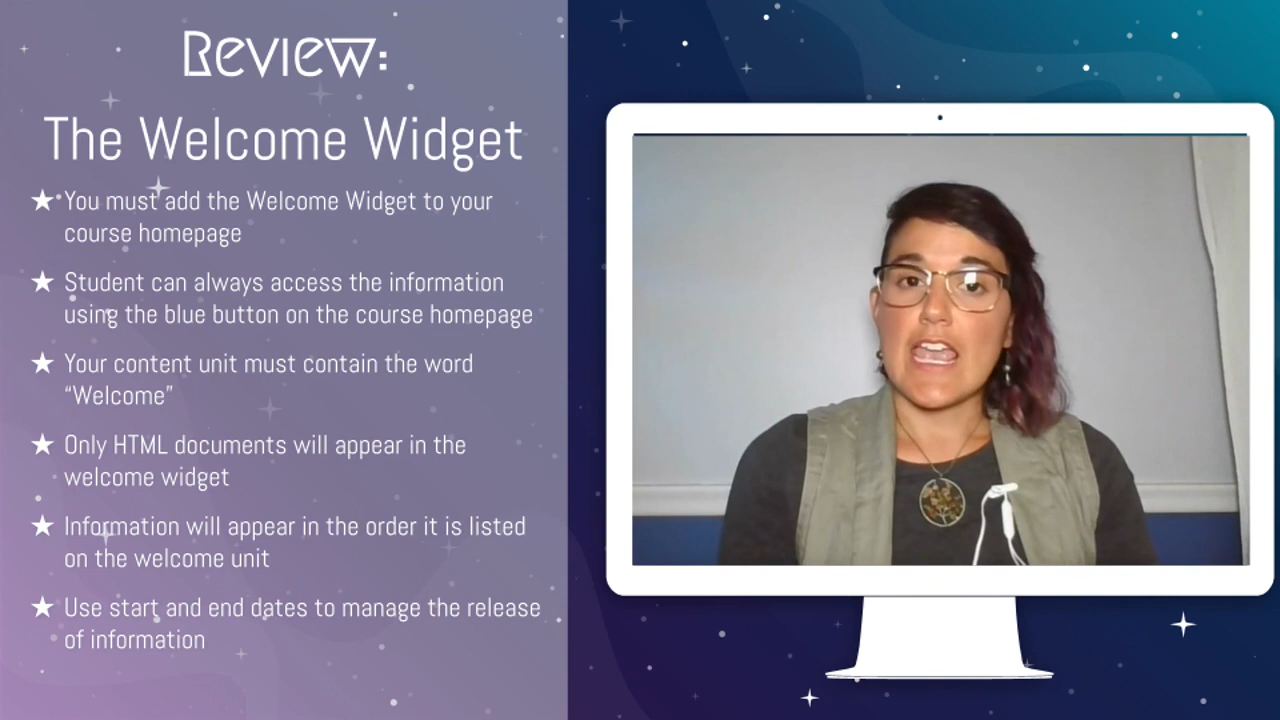 Review:
The Welcome Widget
★ You must add the Welcome Widget to your
course homepage
★ Student can always access the information
using the blue button on the course homepage
★ Your content unit must contain the word
“Welcome”
★ Only HTML documents will appear in the
welcome widget
★ Information will appear in the order it is listed
on the welcome unit
★ Use start and end dates to manage the release
of information